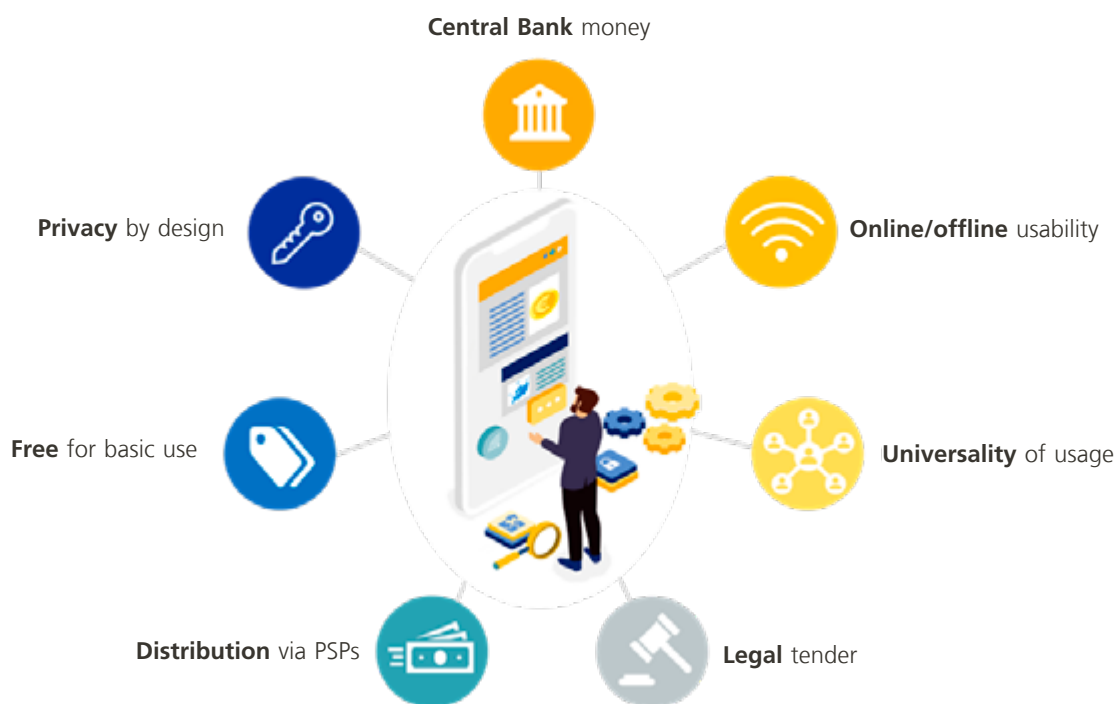 Central Bank money
Privacy by design
Online/offline usability
Free for basic use
Universality of usage
Distribution via PSPs
Legal tender